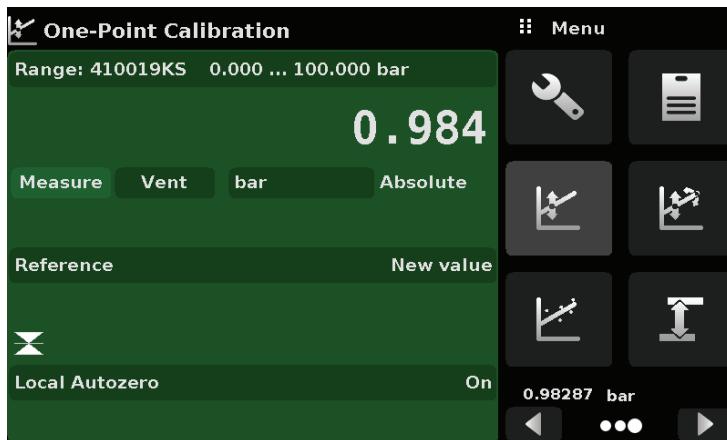 One-Point Calibration
Menu
Range: 410019KS 0.000 ... 100.000 bar
0.984
Measure Vent bar Absolute
Reference New value
Local Autozero On
0.98287 bar